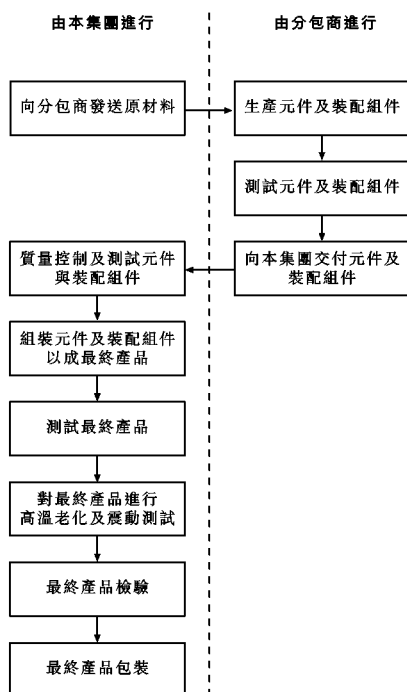 由本集團進行
由分包商進行
向分包商發送原材料
生產元件及裝配組件
測試元件及裝配組件
向本集團交付元件及
裝配組件
質量控制及測試元件
與裝配組件
組裝元件及裝配組件
以成最終產品
測試最終產品
對最終產品進行
高溫老化及震動測試
最終產品檢驗
最終產品包裝